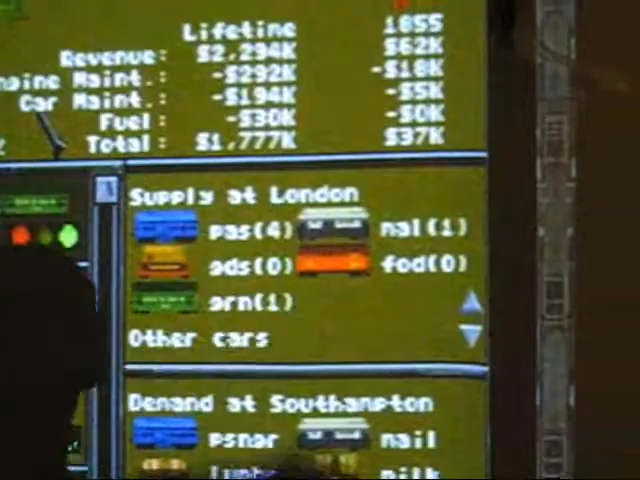 Lifetime 1855
Revenue: $2,294K $62K
Maint.: -$292K -$18K
Car Maint.: -$194K -$5K
Fuel: -$30K -$0K
Total: $1,777K $37K
Supply at London
pas(4) mal(1)
gds(0) fod(0)
grn(1)
Other cars
Demand at Southampton
psngr mail
milk